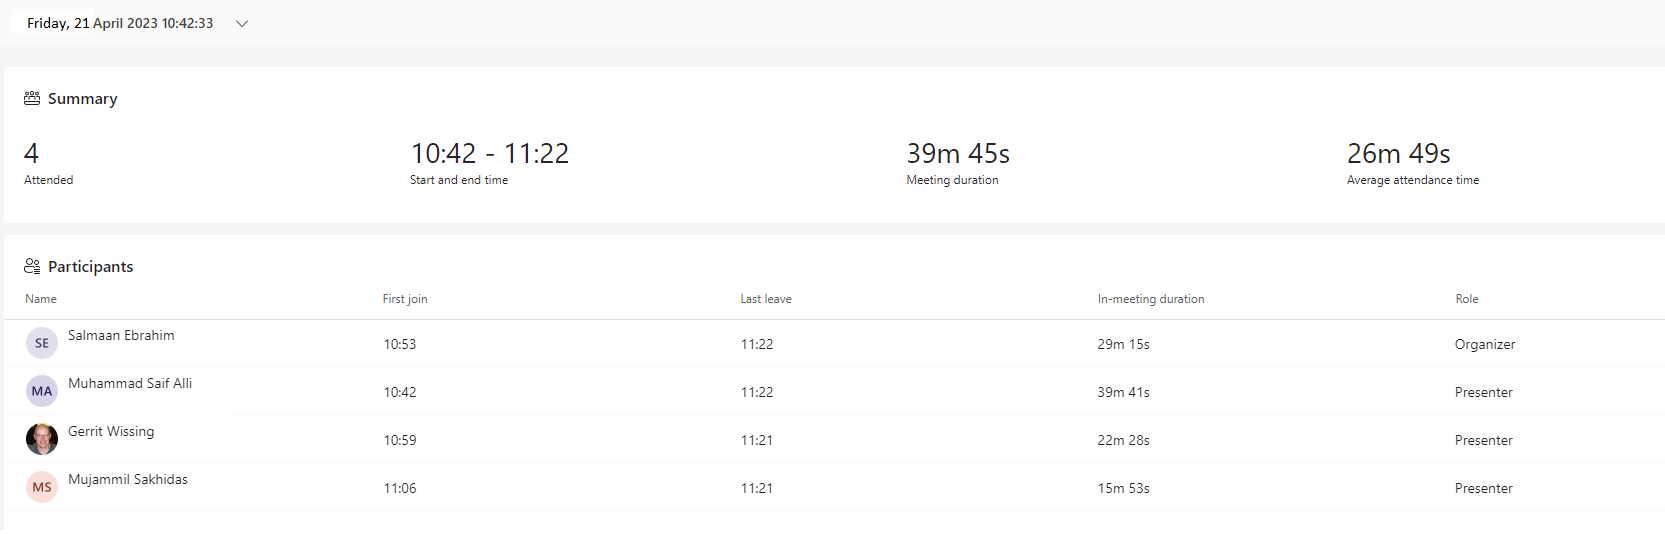 Friday, 21 April 2023 10:42:33
Summary
4 10:42 - 11:22 39m 45s 26m 49s
Attended Start and end time Meeting duration Average attendance time
Participants
Name First join Last leave In-meeting duration Role
SE Salmaan Ebrahim 10:53 11:22 29m 15s Organizer
MA Muhammad Saif Alli 10:42 11:22 39m 41s Presenter
Gerrit Wissing 10:59 11:21 22m 28s Presenter
MS Mujammil Sakhidas 11:06 11:21 15m 53s Presenter